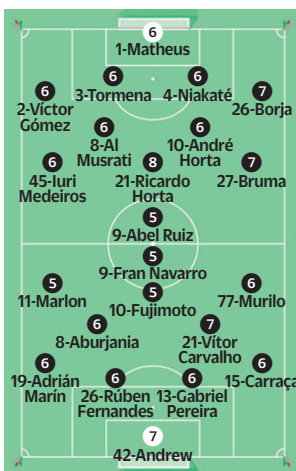 6
1-Matheus
6
6
3-Tormena
4-Niakaté
6
7
2-Víctor
Gómez
26-Borja
6
6
8-Al
Musrati
10-André
Horta
6
8
7
45-Iuri
Medeiros
21-Ricardo
Horta
27-Bruma
5
9-Abel Ruiz
5
9-Fran Navarro
5
5
6
11-Marlon
10-Fujimoto
77-Murilo
6
7
8-Aburjania
21-Vítor
Carvalho
6
6
6
6
19-Adrián
Marín
26-Rúben
Fernandes
13-Gabriel
Pereira
15-Carraça
7
42-Andrew